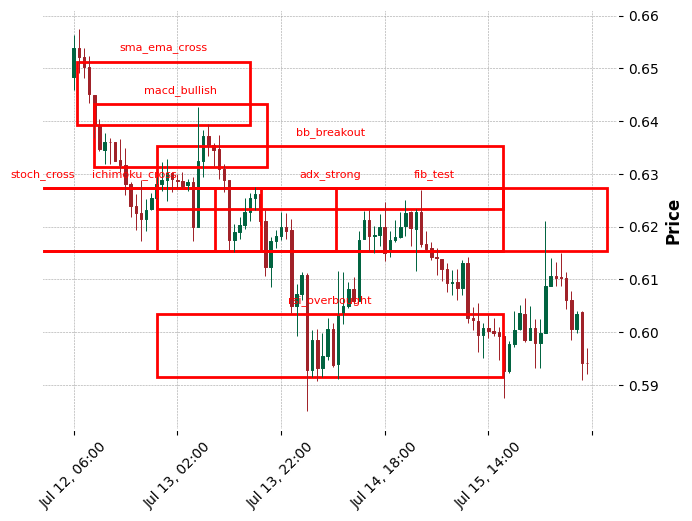 0.66
sma_ema_cross
0.65
macd_bullish
0.64
bb_breakout
0.63
stoch_cross
ichimoku_cross
adx_strong
fib_test
0.62
Price
0.61
rsi_overbought
0.60
0.59
Jul 12, 06:00
Jul 13, 02:00
Jul 13, 22:00
Jul 14, 18:00
Jul 15, 14:00